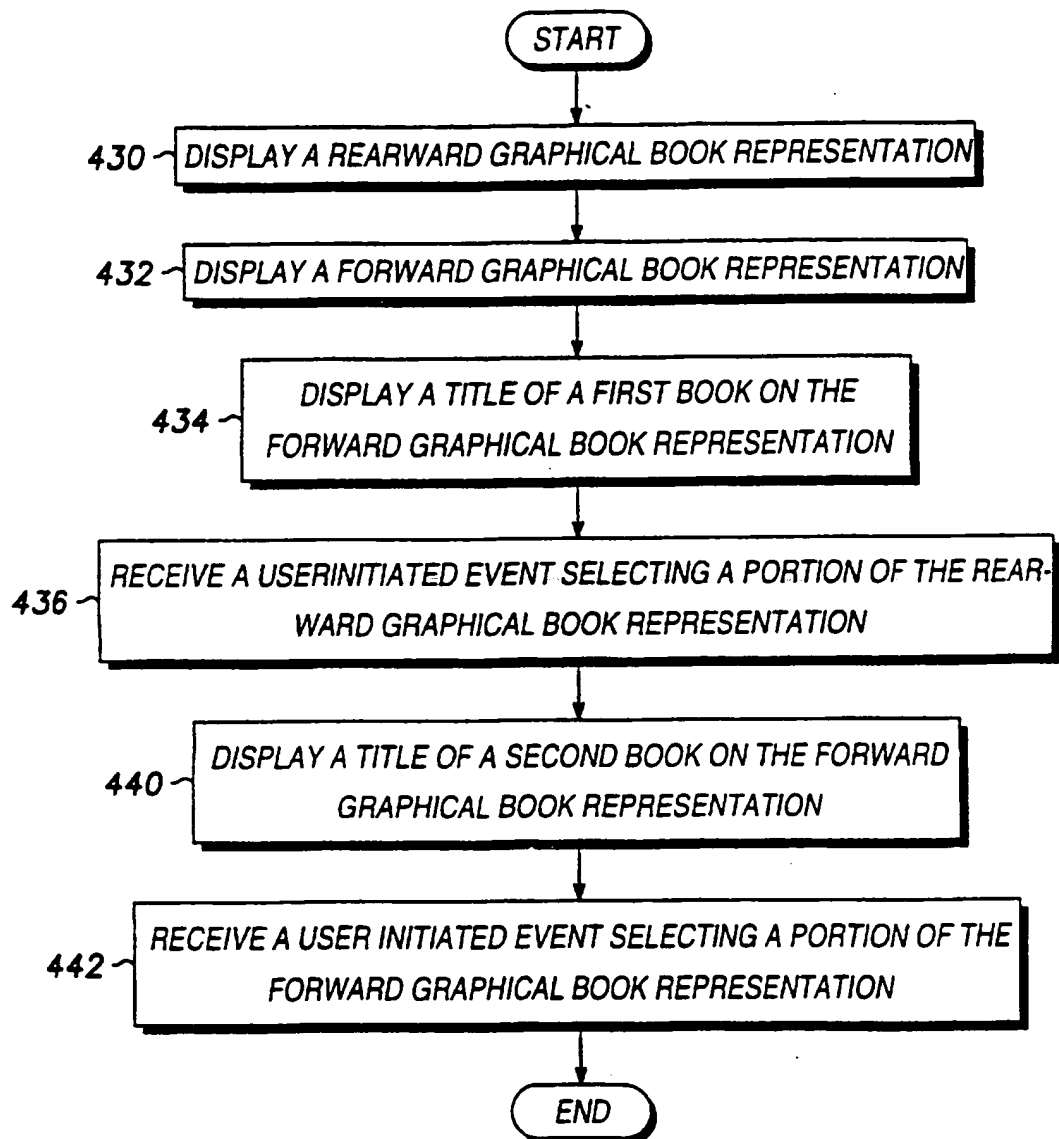 START
430 DISPLAY A REARWARD GRAPHICAL BOOK REPRESENTATION
432 DISPLAY A FORWARD GRAPHICAL BOOK REPRESENTATION
DISPLAY A TITLE OF A FIRST BOOK ON THE
434
FORWARD GRAPHICAL BOOK REPRESENTATION
RECEIVE A USERINITIATED EVENT SELECTING A PORTION OF THE REAR-
436
WARD GRAPHICAL BOOK REPRESENTATION
DISPLAY A TITLE OF A SECOND BOOK ON THE FORWARD
440
GRAPHICAL BOOK REPRESENTATION
RECEIVE A USER INITIATED EVENT SELECTING A PORTION OF THE
442
FORWARD GRAPHICAL BOOK REPRESENTATION
END